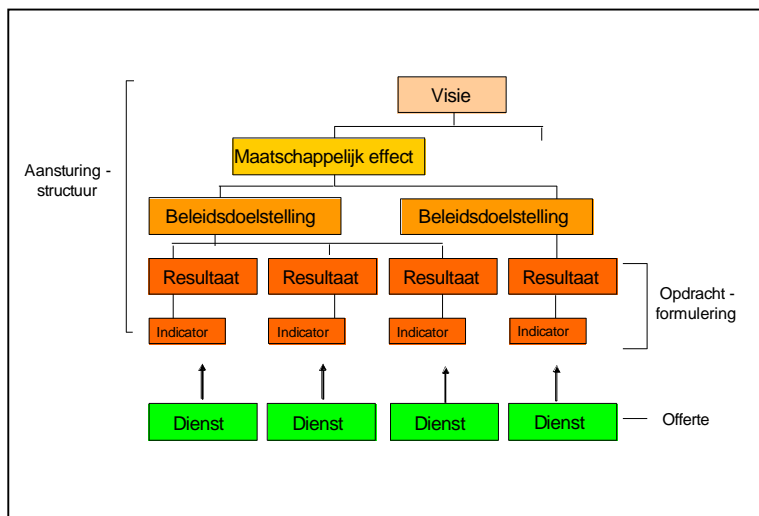 Visie
Maatschappelijk effect
Aansturing -
structuur
Beleidsdoelstelling
Beleidsdoelstelling
Resultaat
Resultaat
Resultaat
Resultaat
Opdracht -
formulering
Indicator
Indicator
Indicator
Indicator
Dienst
Dienst
Dienst
Dienst
Offerte